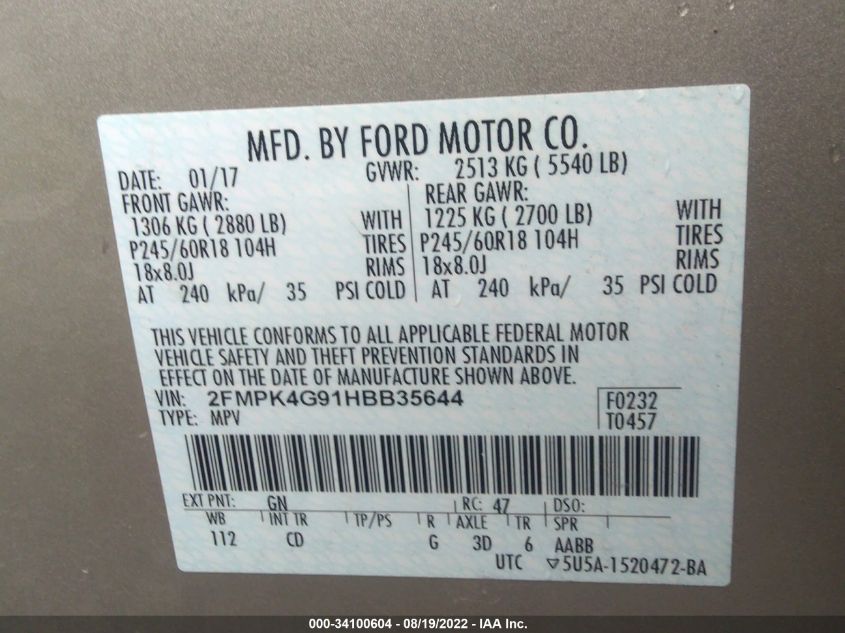 MFD. BY FORD MOTOR CO.
DATE: 01/17 GVWR: 2513 KG ( 5540 LB)
FRONT GAWR: REAR GAWR:
1306 KG ( 2880 LB) WITH 1225 KG ( 2700 LB) WITH
P245/60R18 104H TIRES P245/60R18 104H TIRES
18x8.0J RIMS 18x8.0J RIMS
AT 240 kPa/ 35 PSI COLD AT 240 kPa/ 35 PSI COLD
THIS VEHICLE CONFORMS TO ALL APPLICABLE FEDERAL MOTOR
VEHICLE SAFETY AND THEFT PREVENTION STANDARDS IN
EFFECT ON THE DATE OF MANUFACTURE SHOWN ABOVE.
VIN: 2FMPK4G91HBB35644 F0232
TYPE: MPV T0457
EXT PNT: GN RC: 47 DSO:
WB INT TR TP/PS R AXLE TR SPR
112 CD G 3D 6 AABB
UTC ▽5U5A-1520472-BA
000-34100604 - 08/19/2022 - IAA Inc.